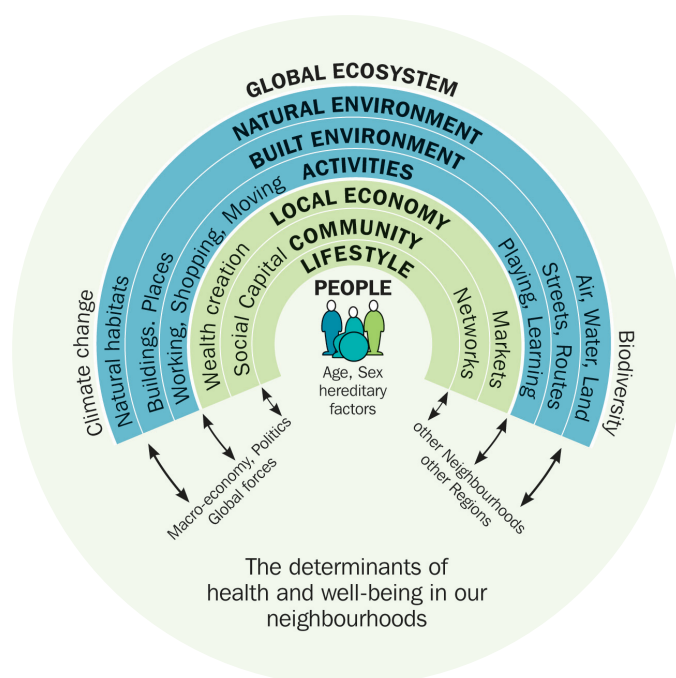 GLOBAL ECOSYSTEM
NATURAL ENVIRONMENT
BUILT ENVIRONMENT
ACTIVITIES
LOCAL ECONOMY
COMMUNITY
LIFESTYLE
PEOPLE
Age, Sex
hereditary
factors
Climate change
Natural habitats
Buildings, Places
Working, Shopping, Moving
Wealth creation
Social Capital
Networks
Markets
Playing, Learning
Streets, Routes
Air, Water, Land
Biodiversity
Macro-economy, Politics
Global forces
other Neighbourhoods
other Regions
The determinants of
health and well-being in our
neighbourhoods